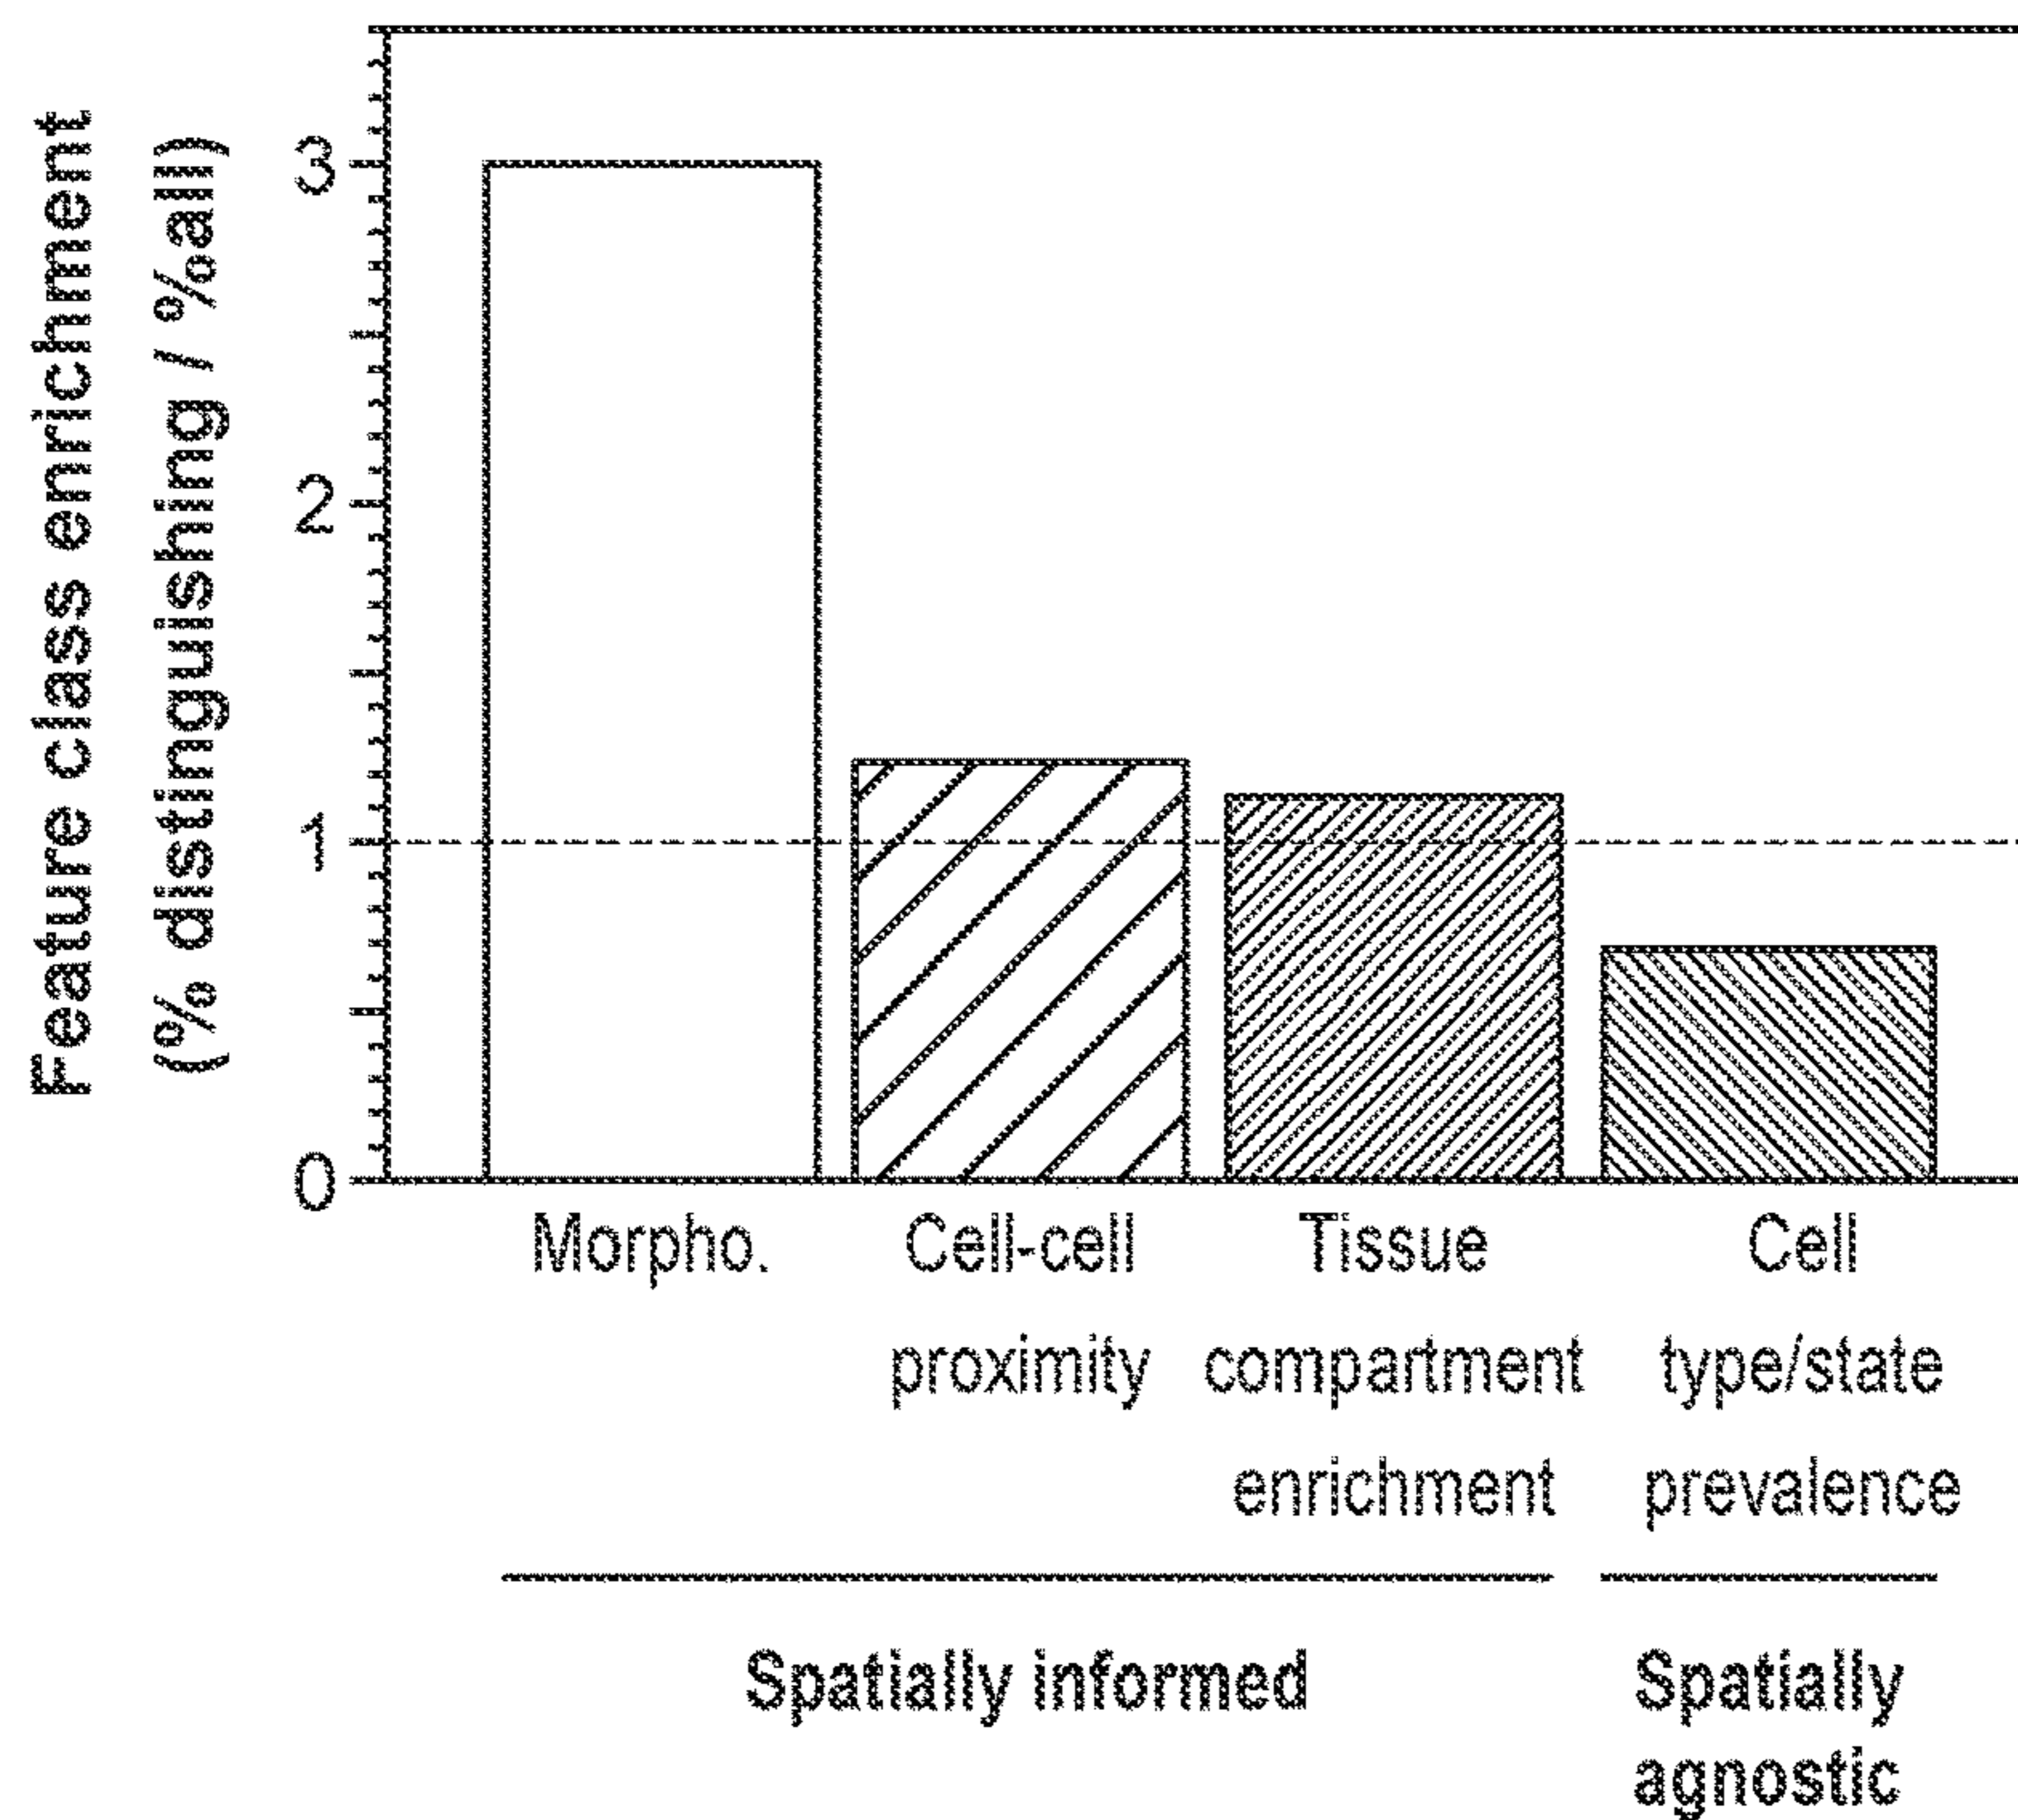 Feature class enrichment
(% distinguishing / %all)
3
2
1
0
Morpho.
Cell-cell
proximity
Tissue
compartment
enrichment
Cell
type/state
prevalence
Spatially informed
Spatially
agnostic